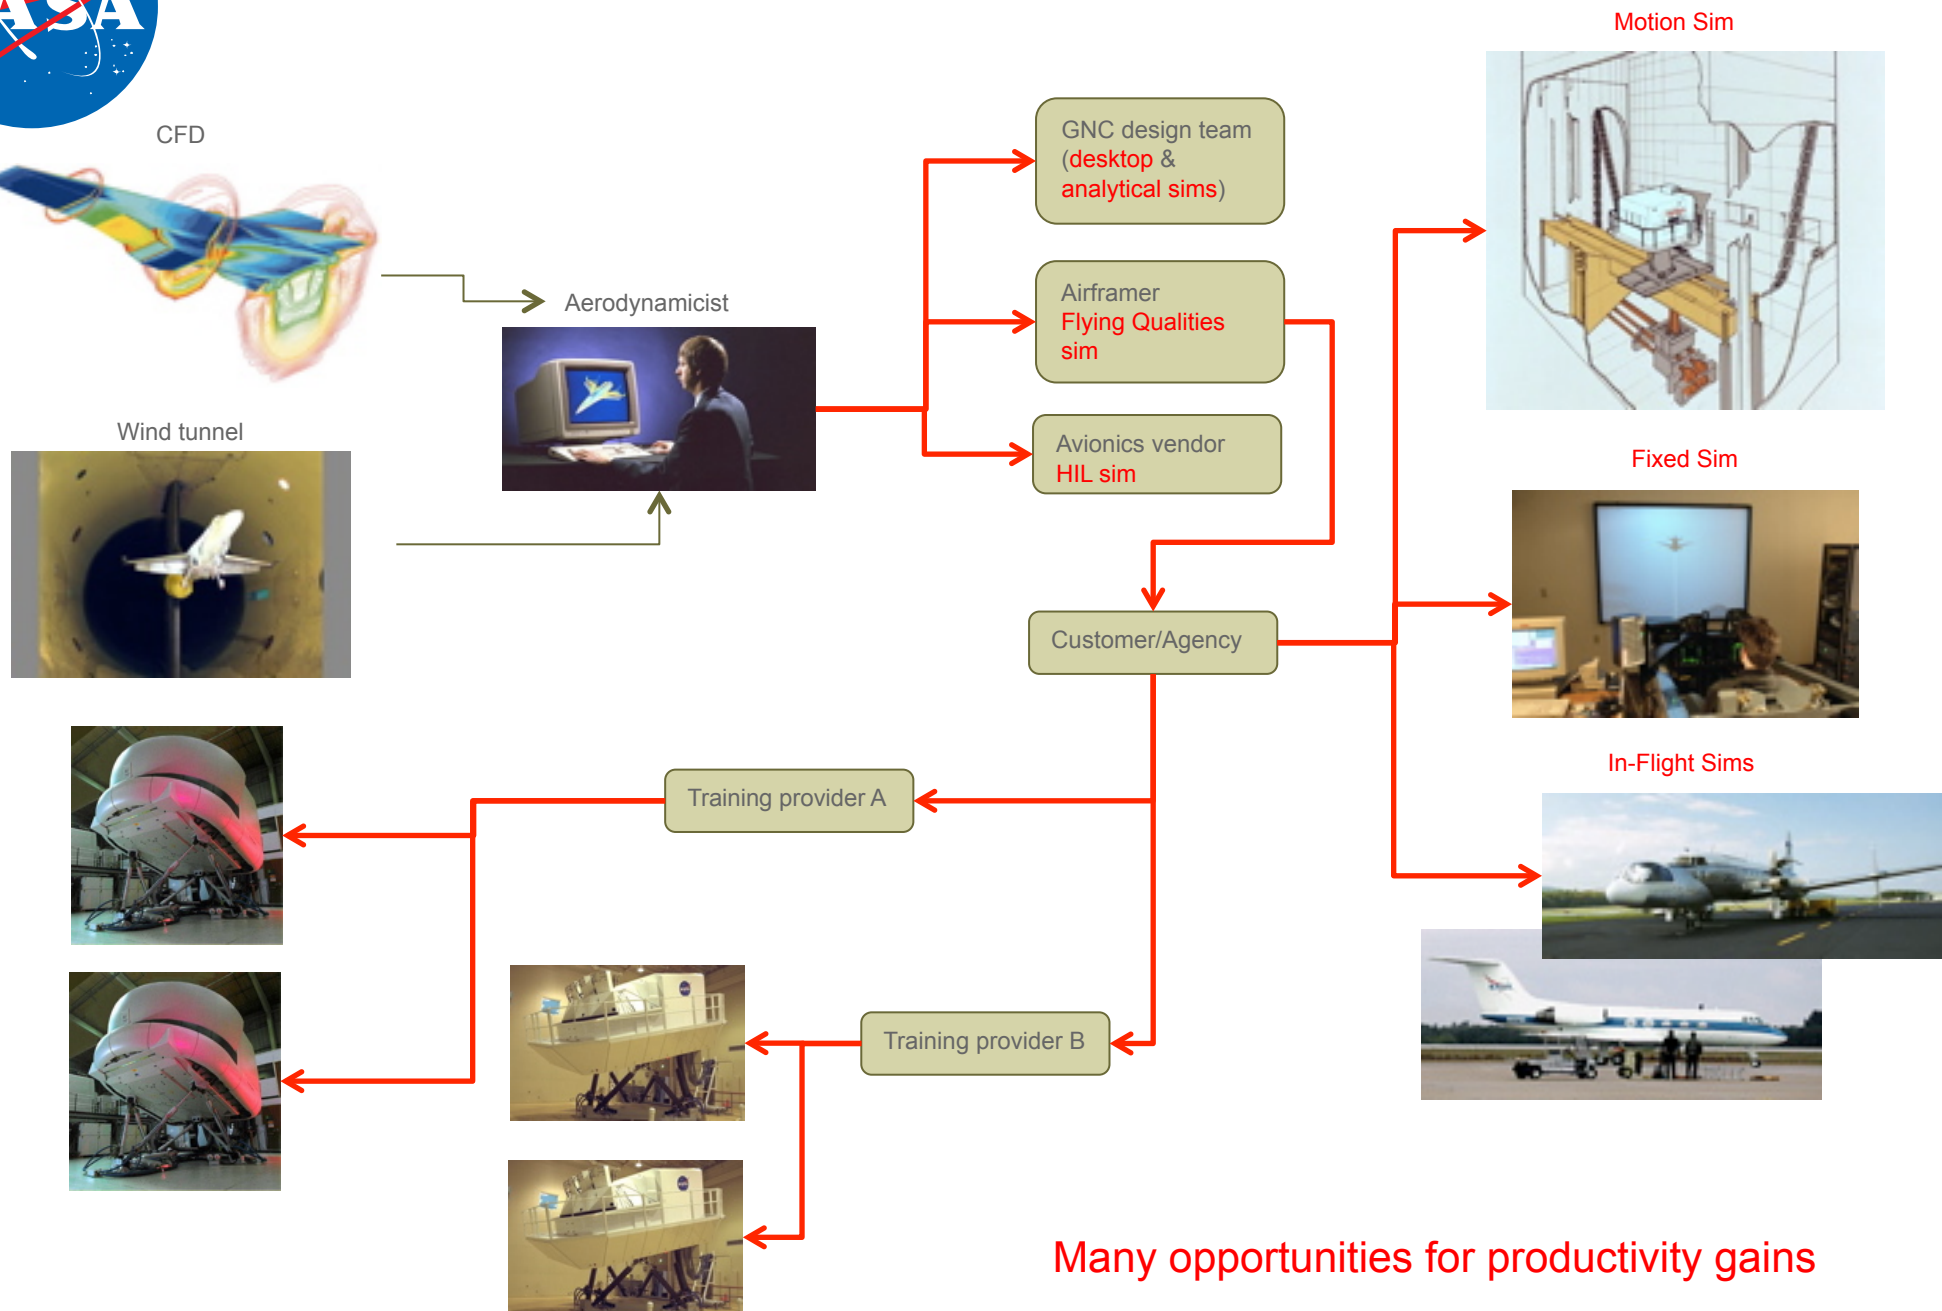 NASA
Motion Sim
CFD
GNC design team
(desktop &
analytical sims)
Aerodynamicist
Airframer
Flying Qualities
sim
Wind tunnel
Avionics vendor
HIL sim
Fixed Sim
Customer/Agency
In-Flight Sims
Training provider A
Training provider B
Many opportunities for productivity gains